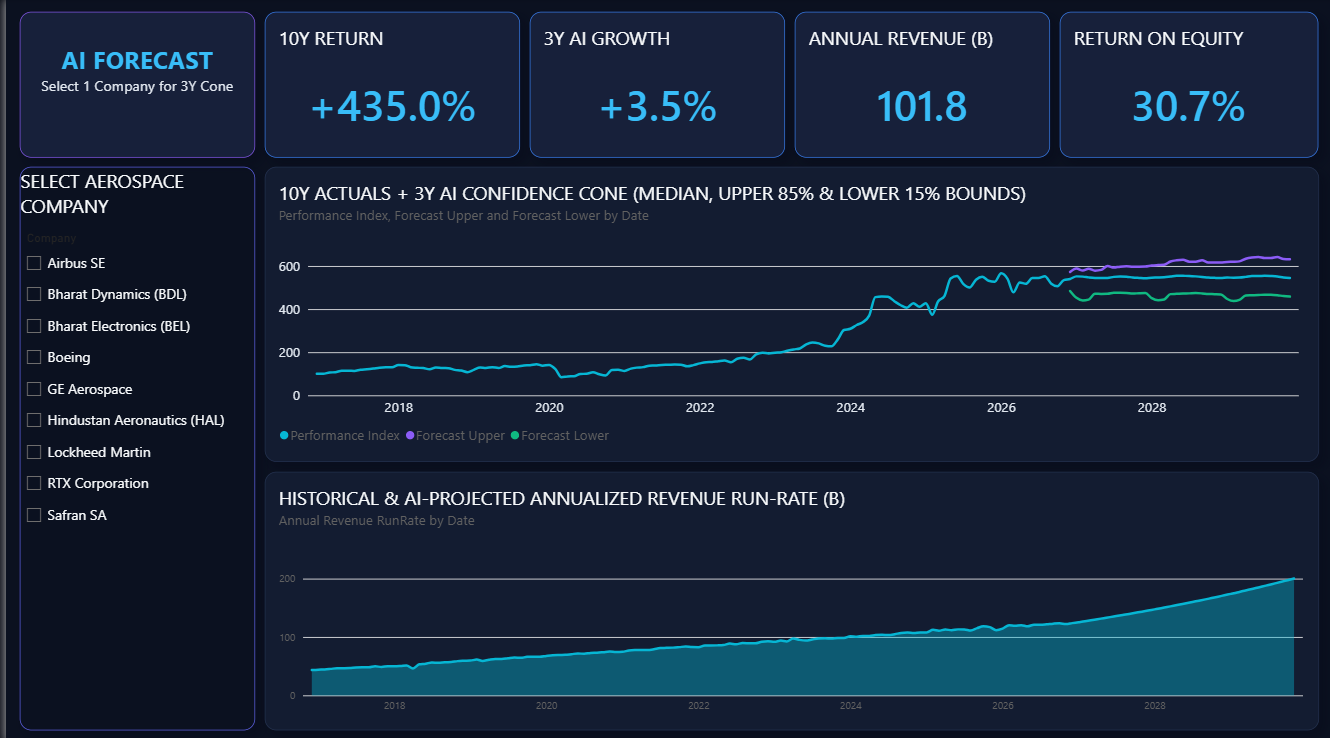 AI FORECAST
Select 1 Company for 3Y Cone
10Y RETURN
+435.0%
3Y AI GROWTH
+3.5%
ANNUAL REVENUE (B)
101.8
RETURN ON EQUITY
30.7%
SELECT AEROSPACE
COMPANY
Company
Airbus SE
Bharat Dynamics (BDL)
Bharat Electronics (BEL)
Boeing
GE Aerospace
Hindustan Aeronautics (HAL)
Lockheed Martin
RTX Corporation
Safran SA
10Y ACTUALS + 3Y AI CONFIDENCE CONE (MEDIAN, UPPER 85% & LOWER 15% BOUNDS)
Performance Index, Forecast Upper and Forecast Lower by Date
600
400
200
0
2018 2020 2022 2024 2026 2028
Performance Index Forecast Upper Forecast Lower
HISTORICAL & AI-PROJECTED ANNUALIZED REVENUE RUN-RATE (B)
Annual Revenue RunRate by Date
200
100
0
2018 2020 2022 2024 2026 2028